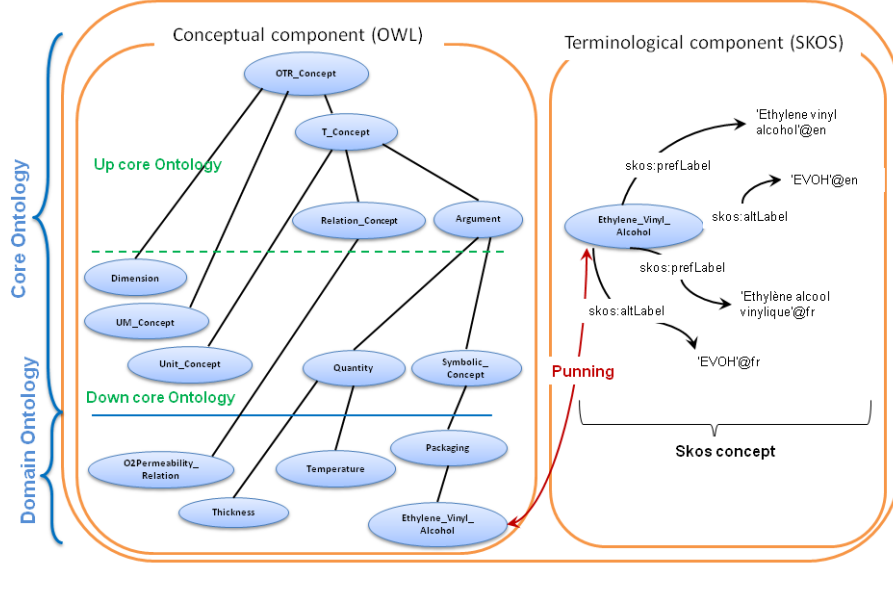 Conceptual component (OWL)
Terminological component (SKOS)
OTR_Concept
T_Concept
Up core Ontology
Relation_Concept
Argument
Dimension
UM_Concept
Unit_Concept
Quantity
Symbolic_
Concept
Down core Ontology
O2Permeability_
Relation
Temperature
Packaging
Thickness
Ethylene_Vinyl_
Alcohol
Core Ontology
Domain Ontology
Punning
'Ethylene vinyl
alcohol'@en
skos:prefLabel
'EVOH'@en
skos:altLabel
Ethylene_Vinyl_
Alcohol
skos:prefLabel
'Ethylène alcool
vinylique'@fr
skos:altLabel
'EVOH'@fr
Skos concept